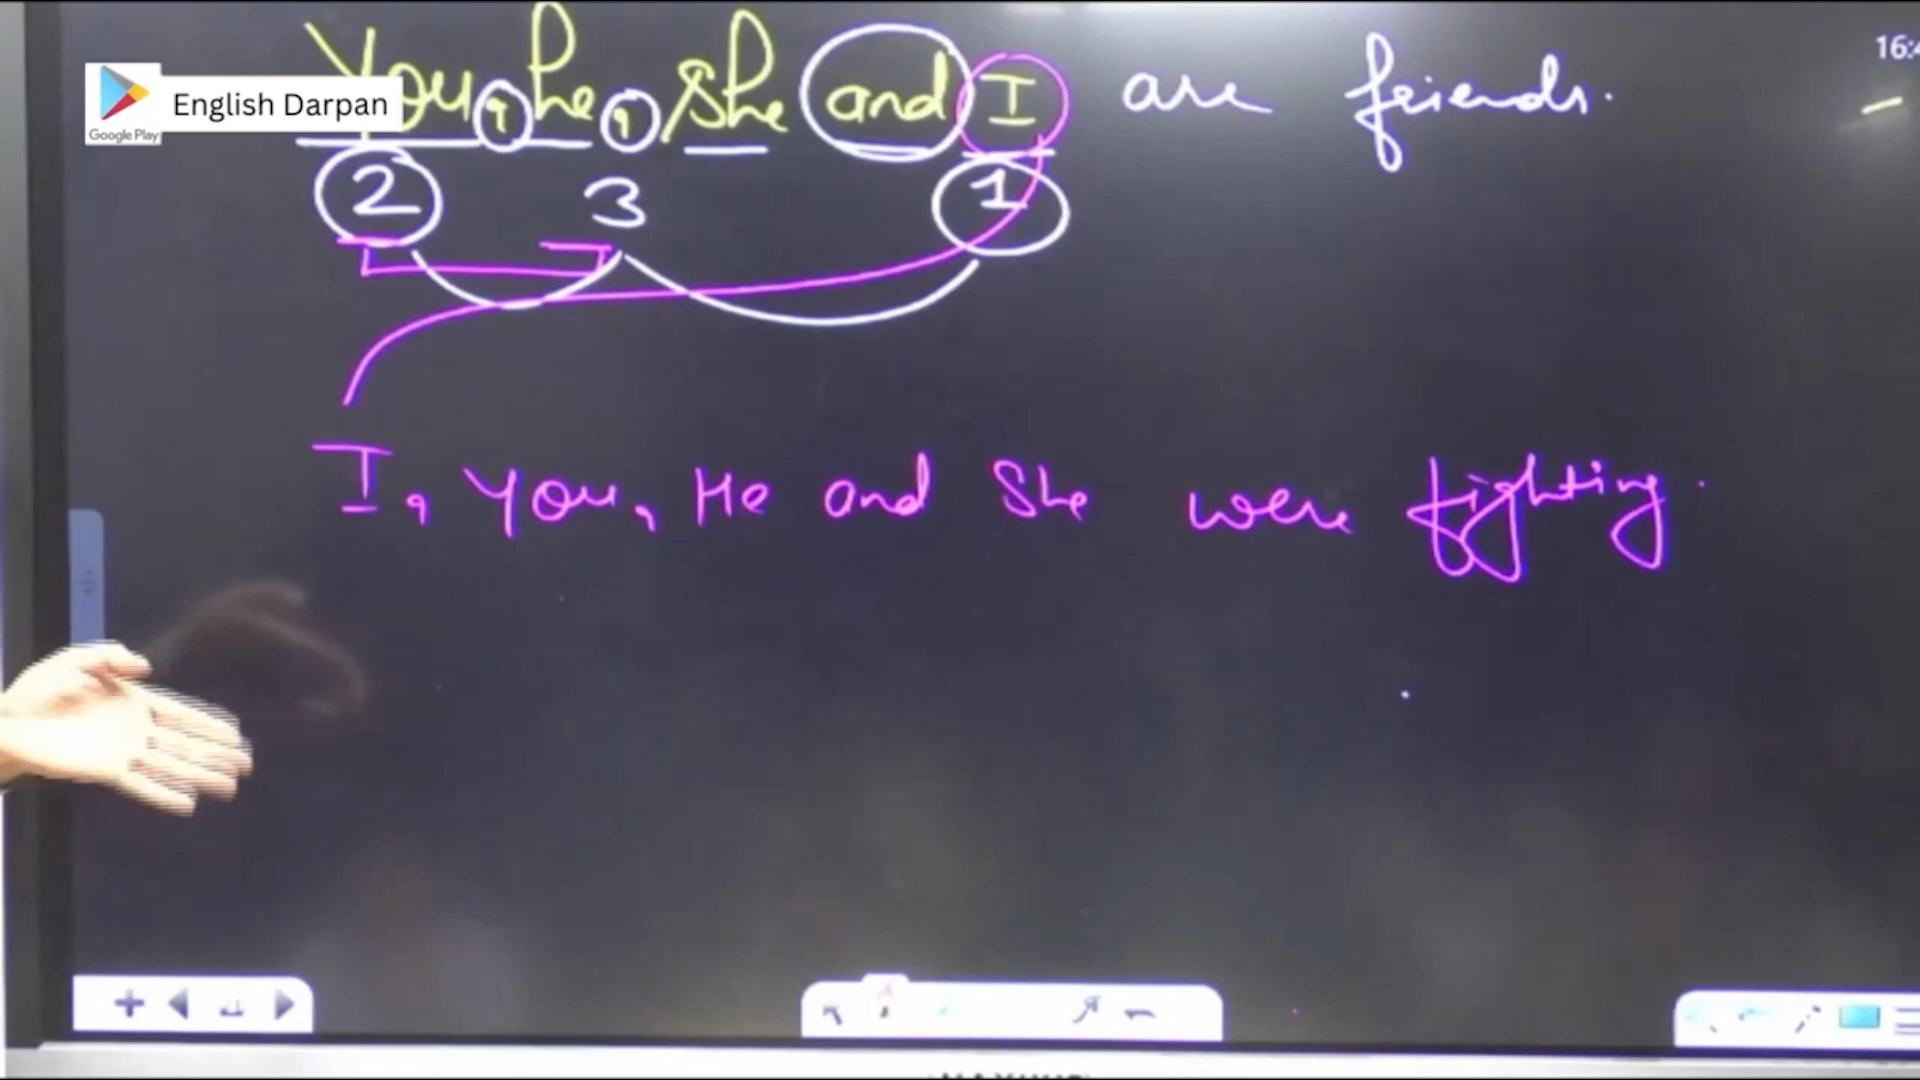 You, he, she and I are friends.
English Darpan
Google Play
2 3 1
I, You, He and She were fighting.